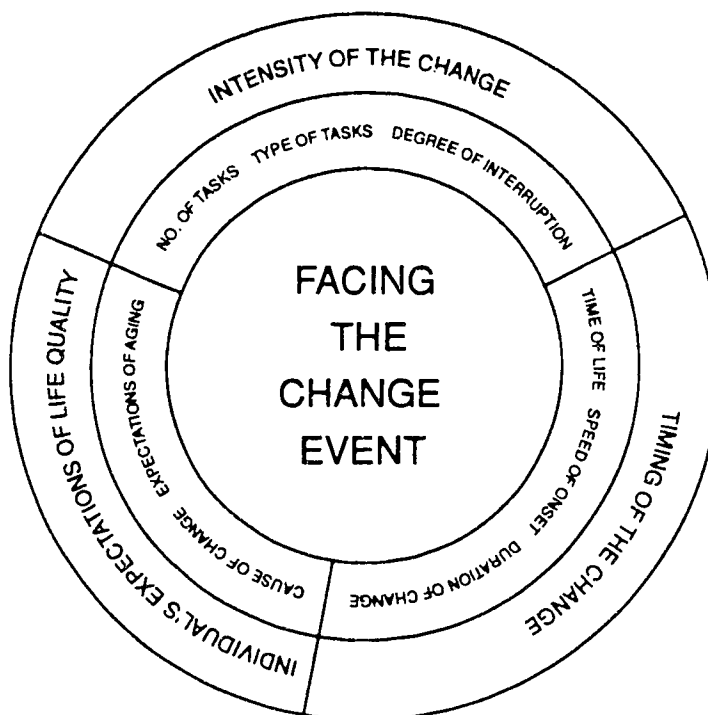 INTENSITY OF THE CHANGE
NO. OF TASKS TYPE OF TASKS DEGREE OF INTERRUPTION
FACING
THE
CHANGE
EVENT
TIMING OF THE CHANGE
TIME OF LIFE SPEED OF ONSET DURATION OF CHANGE
INDIVIDUAL'S EXPECTATIONS OF LIFE QUALITY
CAUSE OF CHANGE EXPECTATIONS OF AGING